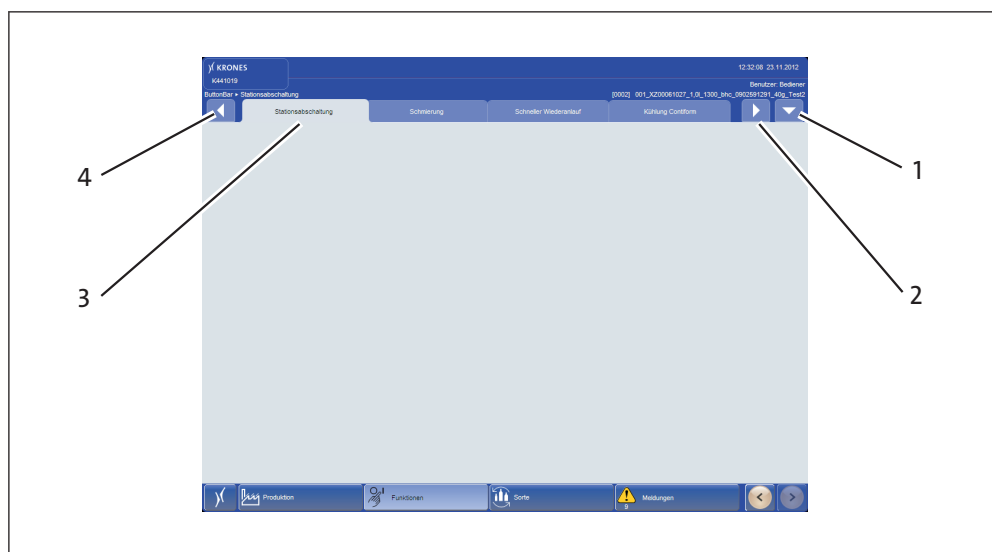 KRONES
12:32:08 23.11.2012
K441019
Benutzer: Bediener
ButtonBar ▸ Stationsabschaltung
[0002] 001_XZ00061027_1,0l_1300_bhc_0902591291_40g_Test2
Stationsabschaltung
Schmierung
Schneller Wiederanlauf
Kühlung Contiform
4
1
3
2
Produktion
Funktionen
Sorte
9
Meldungen